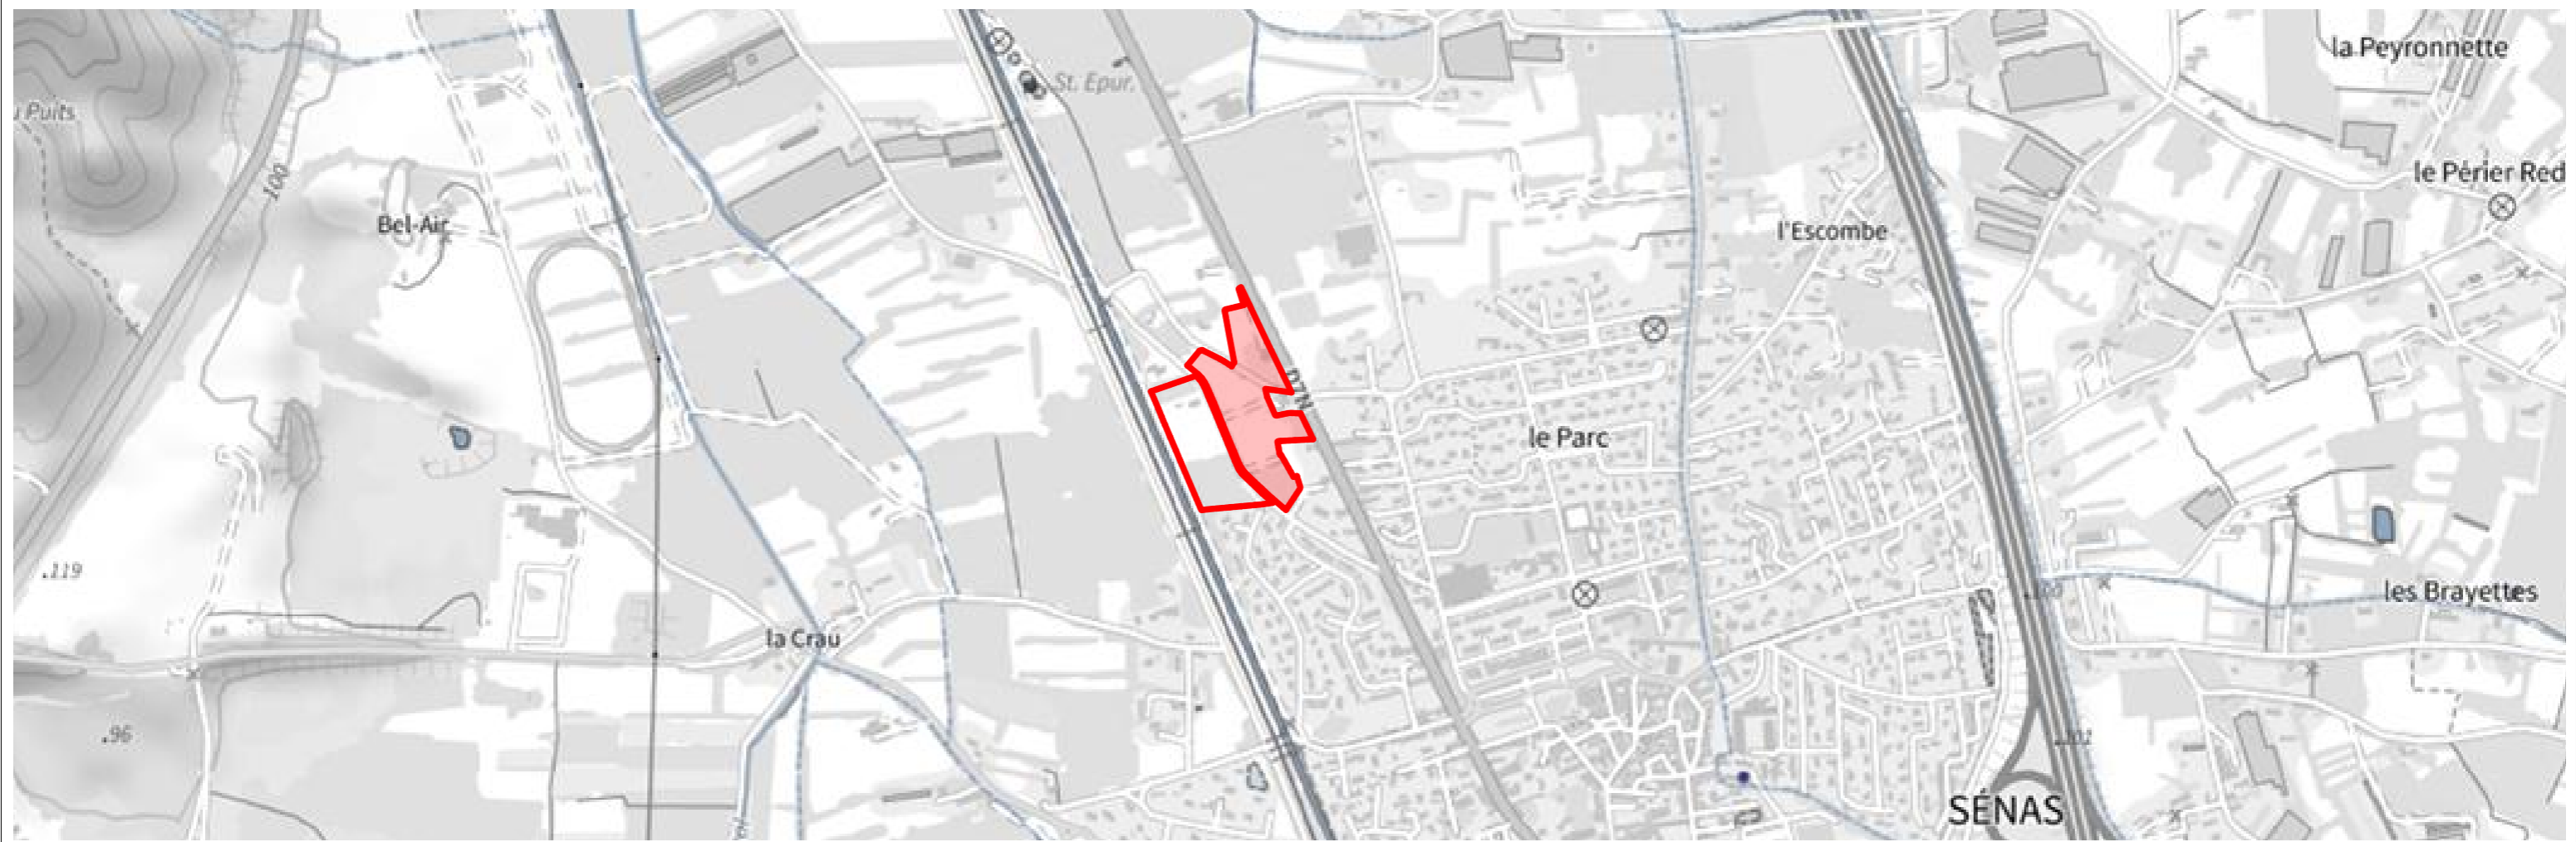 la Peyronnette
St. Epur.
u Puits
le Périer Red
100
Bel-Air
l'Escombe
D7N
le Parc
.119
les Brayettes
la Crau
.96
SÉNAS